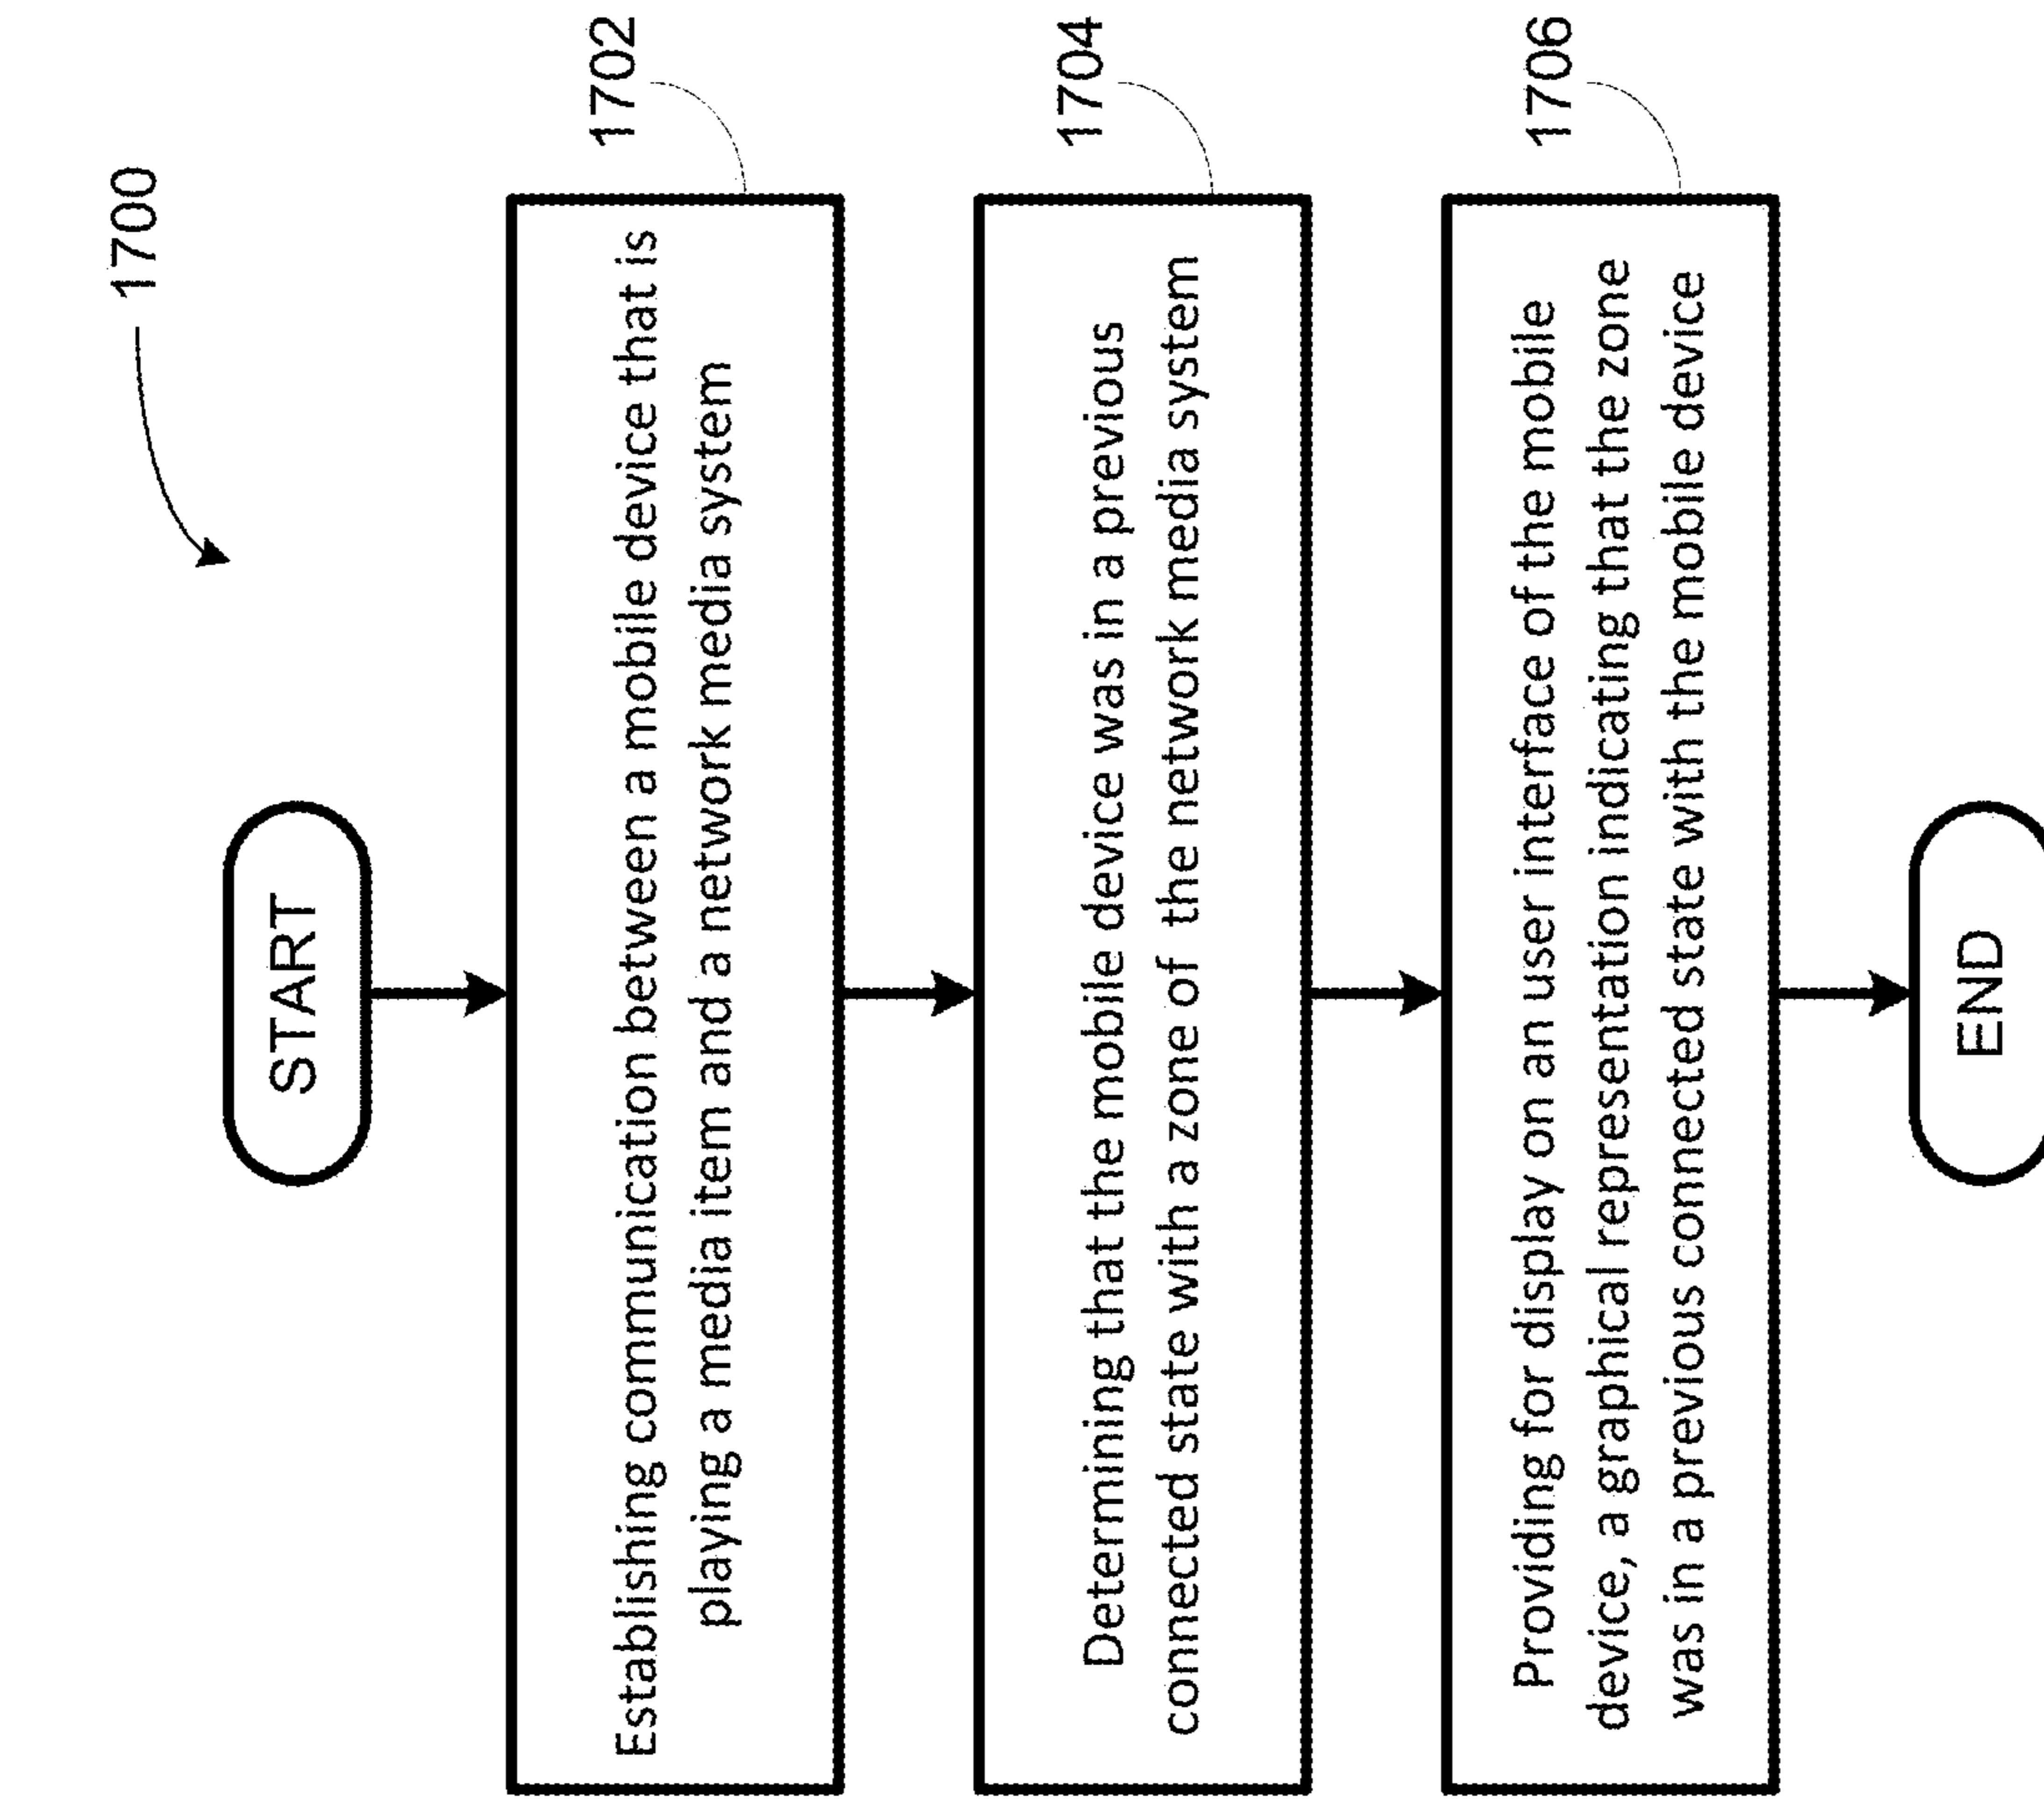 1700
START
Establishing communication between a mobile device that is
playing a media item and a network media system
1702
Determining that the mobile device was in a previous
connected state with a zone of the network media system
1704
Providing for display on an user interface of the mobile
device, a graphical representation indicating that the zone
was in a previous connected state with the mobile device
1706
END